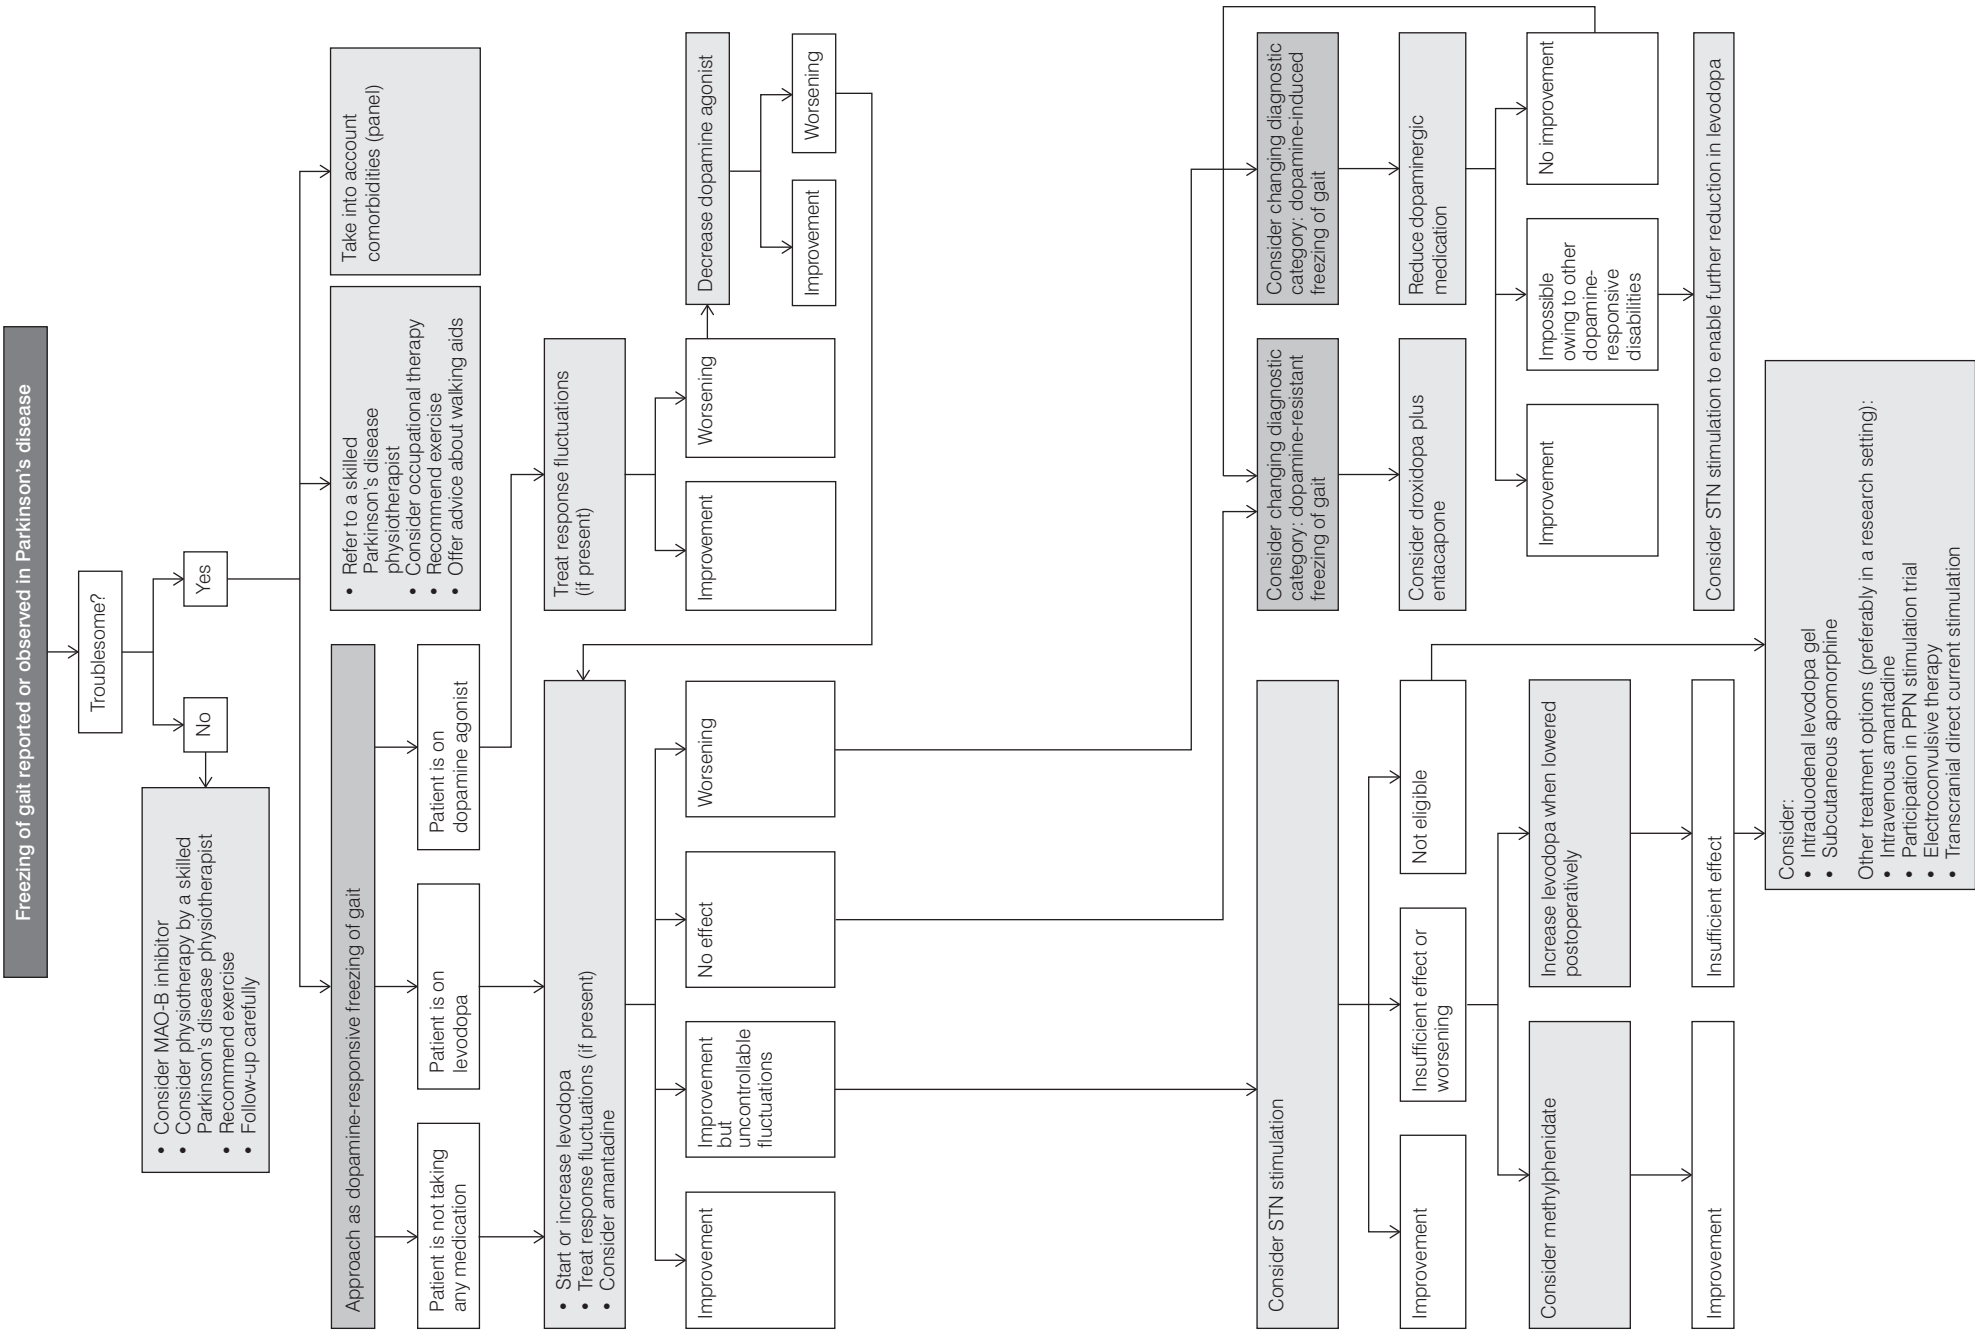 Freezing of gait reported or observed in Parkinson's disease
Troublesome?
No
Yes
• Consider MAO-B inhibitor
• Consider physiotherapy by a skilled
Parkinson's disease physiotherapist
• Recommend exercise
• Follow-up carefully
Approach as dopamine-responsive freezing of gait
• Refer to a skilled
Parkinson's disease
physiotherapist
• Consider occupational therapy
• Recommend exercise
• Offer advice about walking aids
Take into account
comorbidities (panel)
Patient is not taking
any medication
Patient is on
levodopa
Patient is on
dopamine agonist
• Start or increase levodopa
• Treat response fluctuations (if present)
• Consider amantadine
Treat response fluctuations
(if present)
Improvement
Improvement
but
uncontrollable
fluctuations
No effect
Worsening
Improvement
Worsening
Decrease dopamine agonist
Improvement
Worsening
Consider STN stimulation
Consider changing diagnostic
category: dopamine-resistant
freezing of gait
Consider changing diagnostic
category: dopamine-induced
freezing of gait
Improvement
Insufficient effect or
worsening
Not eligible
Consider droxidopa plus
entacapone
Reduce dopaminergic
medication
Consider methylphenidate
Increase levodopa when lowered
postoperatively
Improvement
Impossible
owing to other
dopamine-
responsive
disabilities
No improvement
Improvement
Insufficient effect
Consider STN stimulation to enable further reduction in levodopa
Consider:
• Intraduodenal levodopa gel
• Subcutaneous apomorphine
Other treatment options (preferably in a research setting):
• Intravenous amantadine
• Participation in PPN stimulation trial
• Electroconvulsive therapy
• Transcranial direct current stimulation